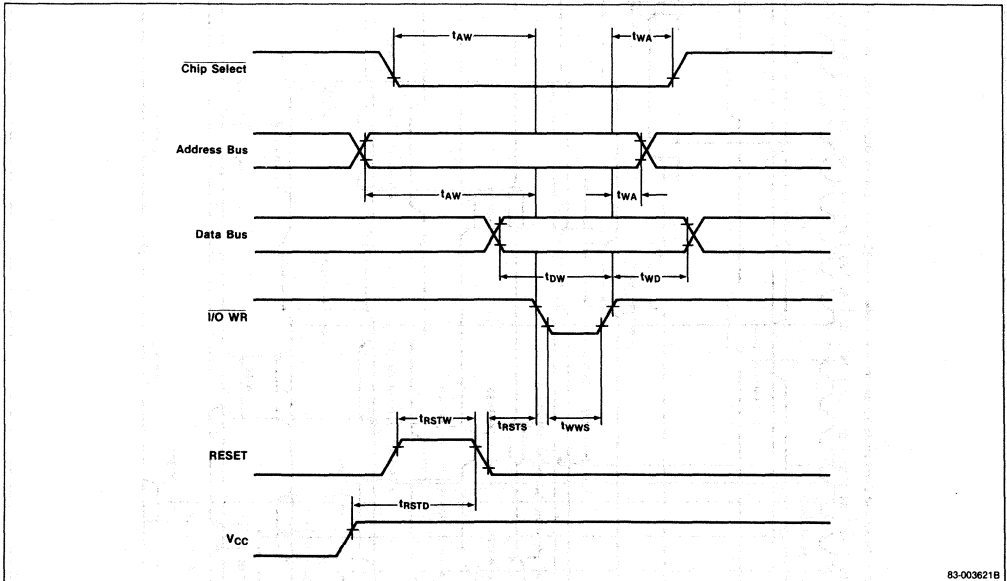 tAW
tWA
Chip Select
Address Bus
tAW
tWA
Data Bus
tDW
tWD
I/O WR
tRSTW
tRSTS
tWWS
RESET
tRSTD
VCC
83-003621B